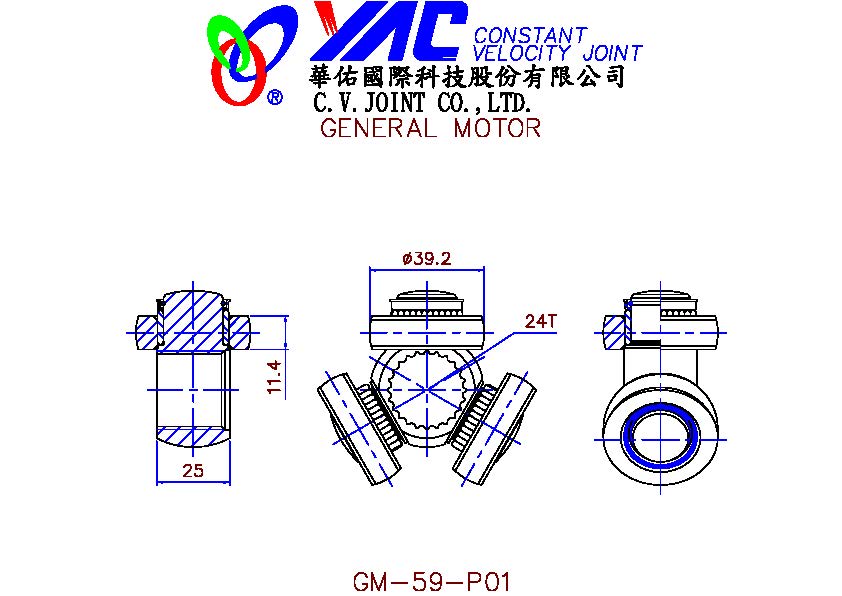 YAC CONSTANT
VELOCITY JOINT
®
華佑國際科技股份有限公司
C.V.JOINT CO.,LTD.
GENERAL MOTOR
ø39.2
24T
11.4
25
GM-59-P01